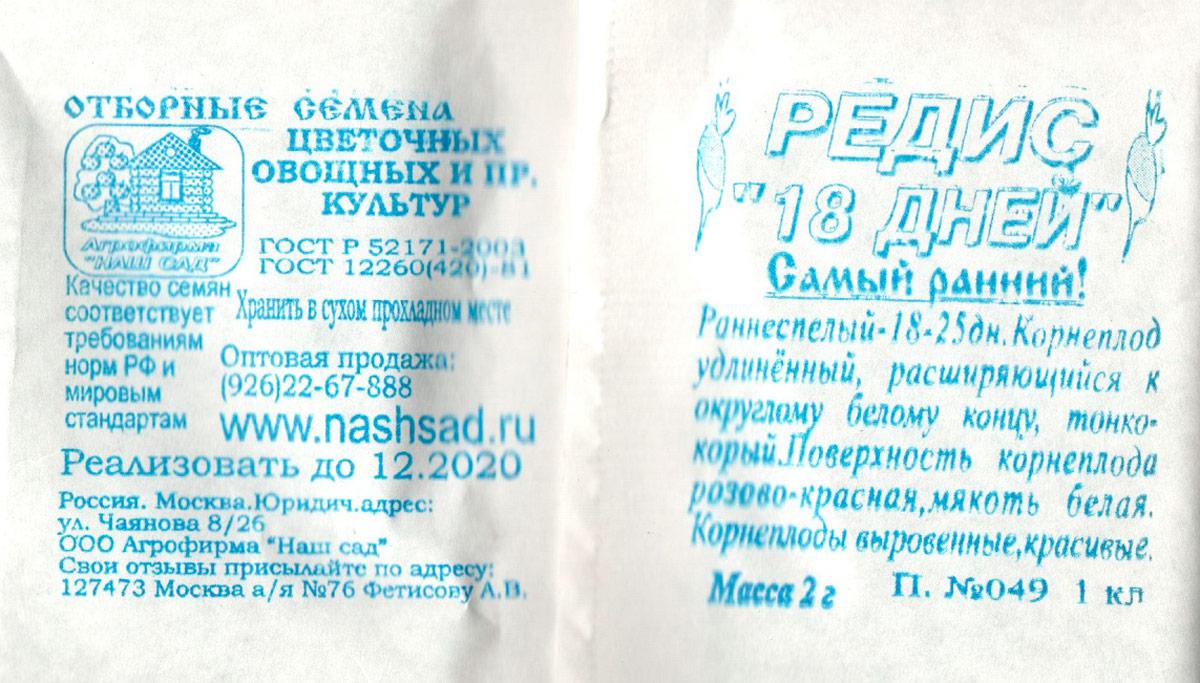 ОТБОРНЫЕ СЕМЕНА
ЦВЕТОЧНЫХ
ОВОЩНЫХ И ПР.
КУЛЬТУР
Агрофирма
"НАШ САД"
ГОСТ Р 52171-2003
ГОСТ 12260(420)-81
Качество семян
соответствует
требованиям
норм РФ и
мировым
стандартам
Хранить в сухом прохладном месте
Оптовая продажа:
(926)22-67-888
www.nashsad.ru
Реализовать до 12.2020
Россия. Москва.Юридич.адрес:
ул. Чаянова 8/26
ООО Агрофирма "Наш сад"
Свои отзывы присылайте по адресу:
127473 Москва а/я №76 Фетисову А.В.
РЕДИС
"18 ДНЕЙ"
Самый ранний!
Раннеспелый-18-25дн.Корнеплод
удлинённый, расширяющийся к
округлому белому концу, тонко-
корый.Поверхность корнеплода
розово-красная,мякоть белая.
Корнеплоды выровенные,красивые.
Масса 2 г П. №049 1 кл